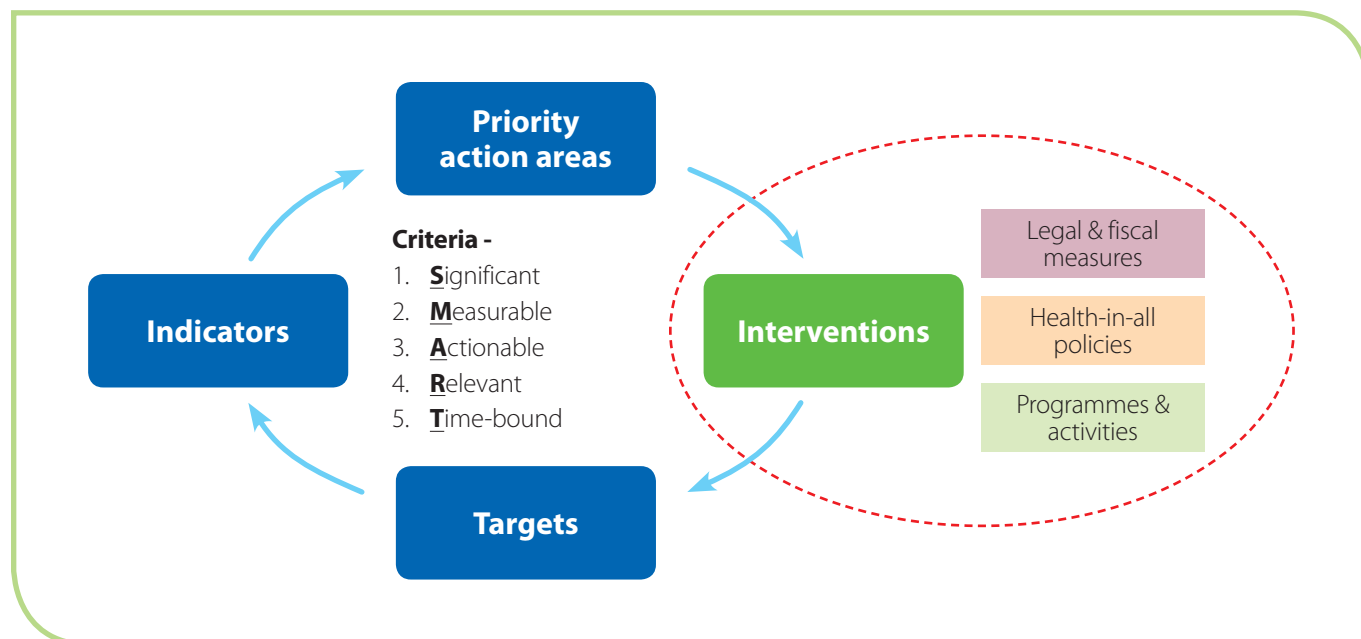 Priority
action areas
Criteria -
1. Significant
2. Measurable
3. Actionable
4. Relevant
5. Time-bound
Indicators
Interventions
Legal & fiscal
measures
Health-in-all
policies
Programmes &
activities
Targets